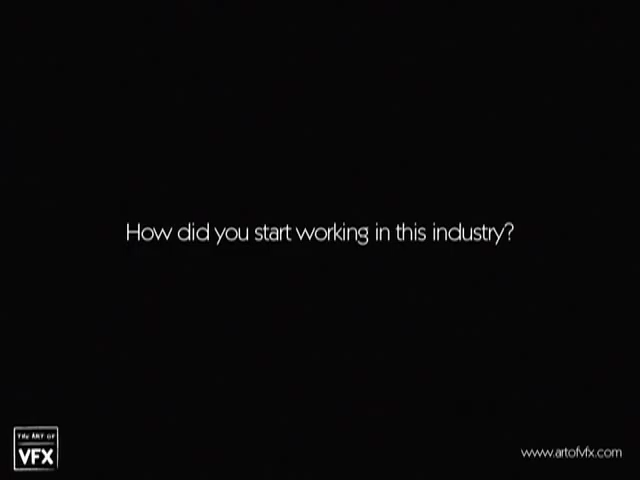 How did you start working in this industry?
THE ART OF
VFX
www.artofvfx.com